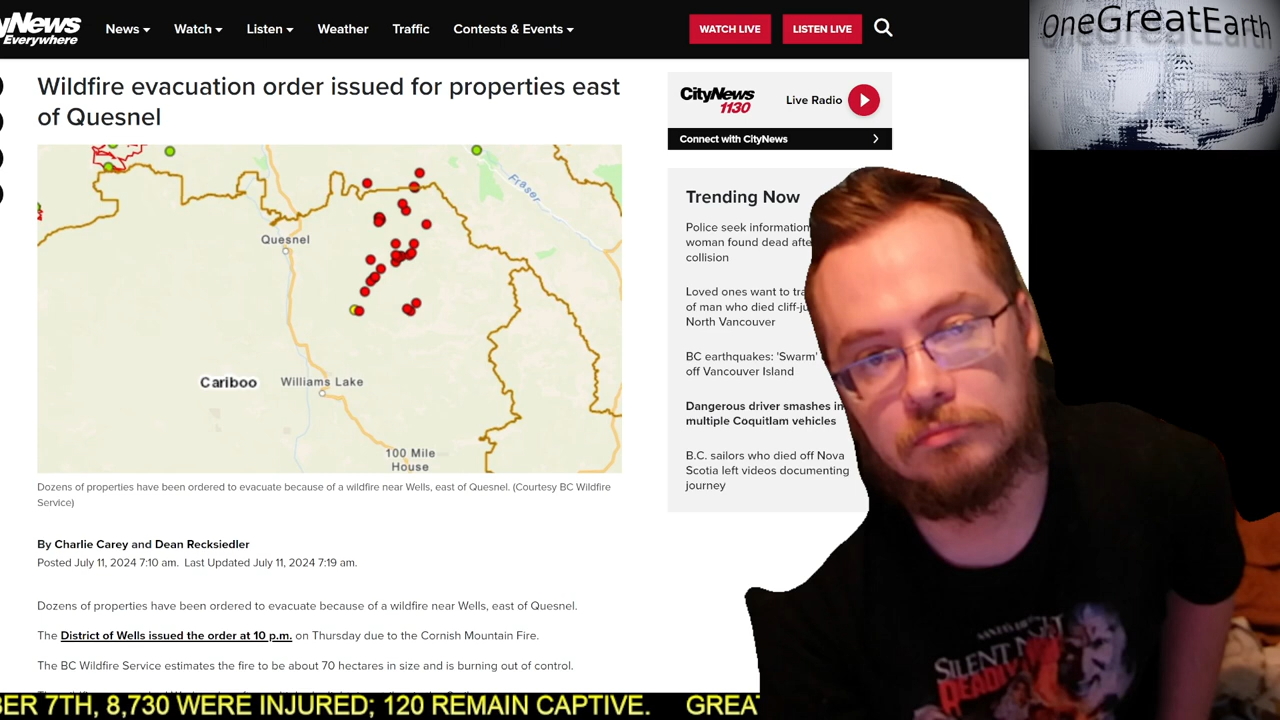 yNews
Everywhere
News
Watch
Listen
Weather
Traffic
Contests & Events
WATCH LIVE
LISTEN LIVE
OneGreatEarth
Wildfire evacuation order issued for properties east
of Quesnel
Quesnel
Fraser
Cariboo
Williams Lake
100 Mile
House
Dozens of properties have been ordered to evacuate because of a wildfire near Wells, east of Quesnel. (Courtesy BC Wildfire
Service)
By Charlie Carey and Dean Recksiedler
Posted July 11, 2024 7:10 am. Last Updated July 11, 2024 7:19 am.
Dozens of properties have been ordered to evacuate because of a wildfire near Wells, east of Quesnel.
The District of Wells issued the order at 10 p.m. on Thursday due to the Cornish Mountain Fire.
The BC Wildfire Service estimates the fire to be about 70 hectares in size and is burning out of control.
CityNews
1130
Live Radio
Connect with CityNews
Trending Now
Police seek information
woman found dead afte
collision
Loved ones want to tra
of man who died cliff-ju
North Vancouver
BC earthquakes: 'Swarm'
off Vancouver Island
Dangerous driver smashes in
multiple Coquitlam vehicles
B.C. sailors who died off Nova
Scotia left videos documenting
journey
SILENT NIGHT
DEADLY
BER 7TH, 8,730 WERE INJURED; 120 REMAIN CAPTIVE. GREAT